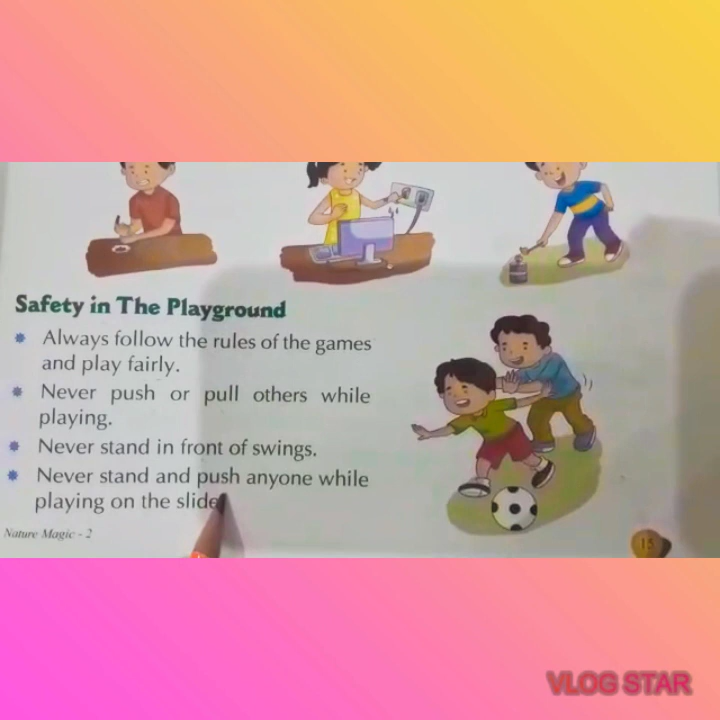 Safety in The Playground
Always follow the rules of the games
and play fairly.
Never push or pull others while
playing.
Never stand in front of swings.
Never stand and push anyone while
playing on the slide
Nature Magic - 2
15
VLOG STAR